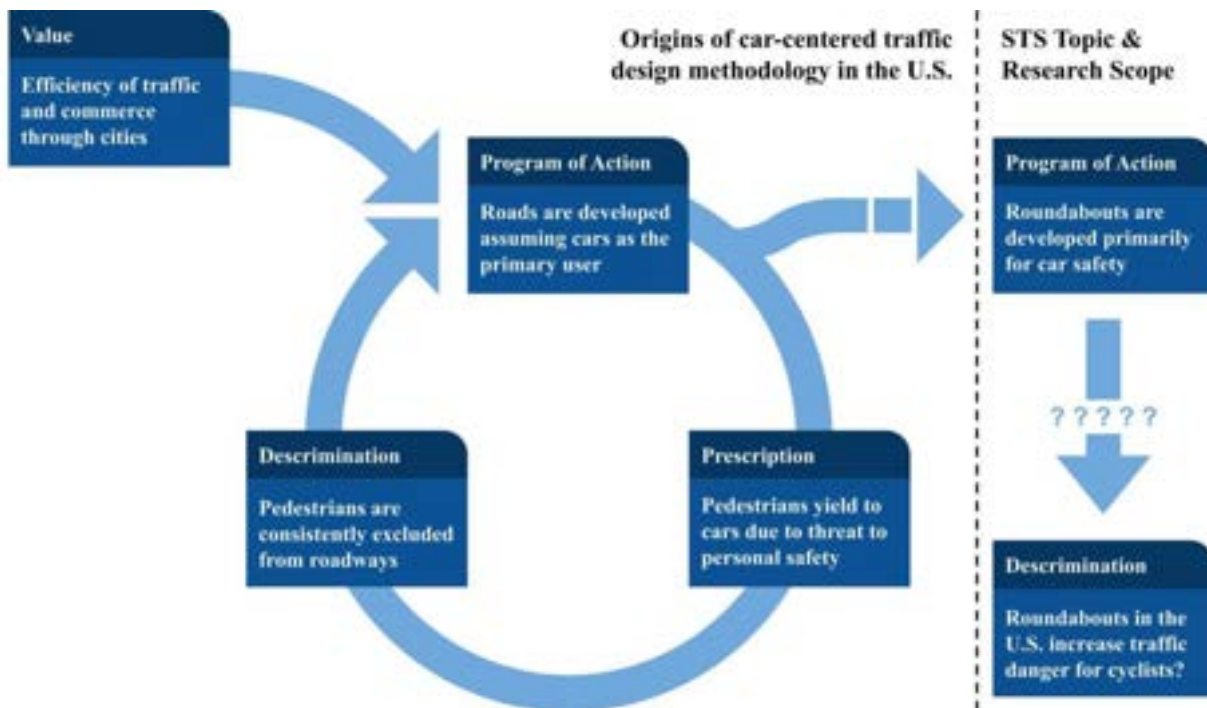 Value
Efficiency of traffic
and commerce
through cities
Origins of car-centered traffic
design methodology in the U.S.
STS Topic &
Research Scope
Program of Action
Roads are developed
assuming cars as the
primary user
Program of Action
Roundabouts are
developed primarily
for car safety
? ? ? ? ?
Descrimination
Pedestrians are
consistently excluded
from roadways
Prescription
Pedestrians yield to
cars due to threat to
personal safety
Descrimination
Roundabouts in the
U.S. increase traffic
danger for cyclists?